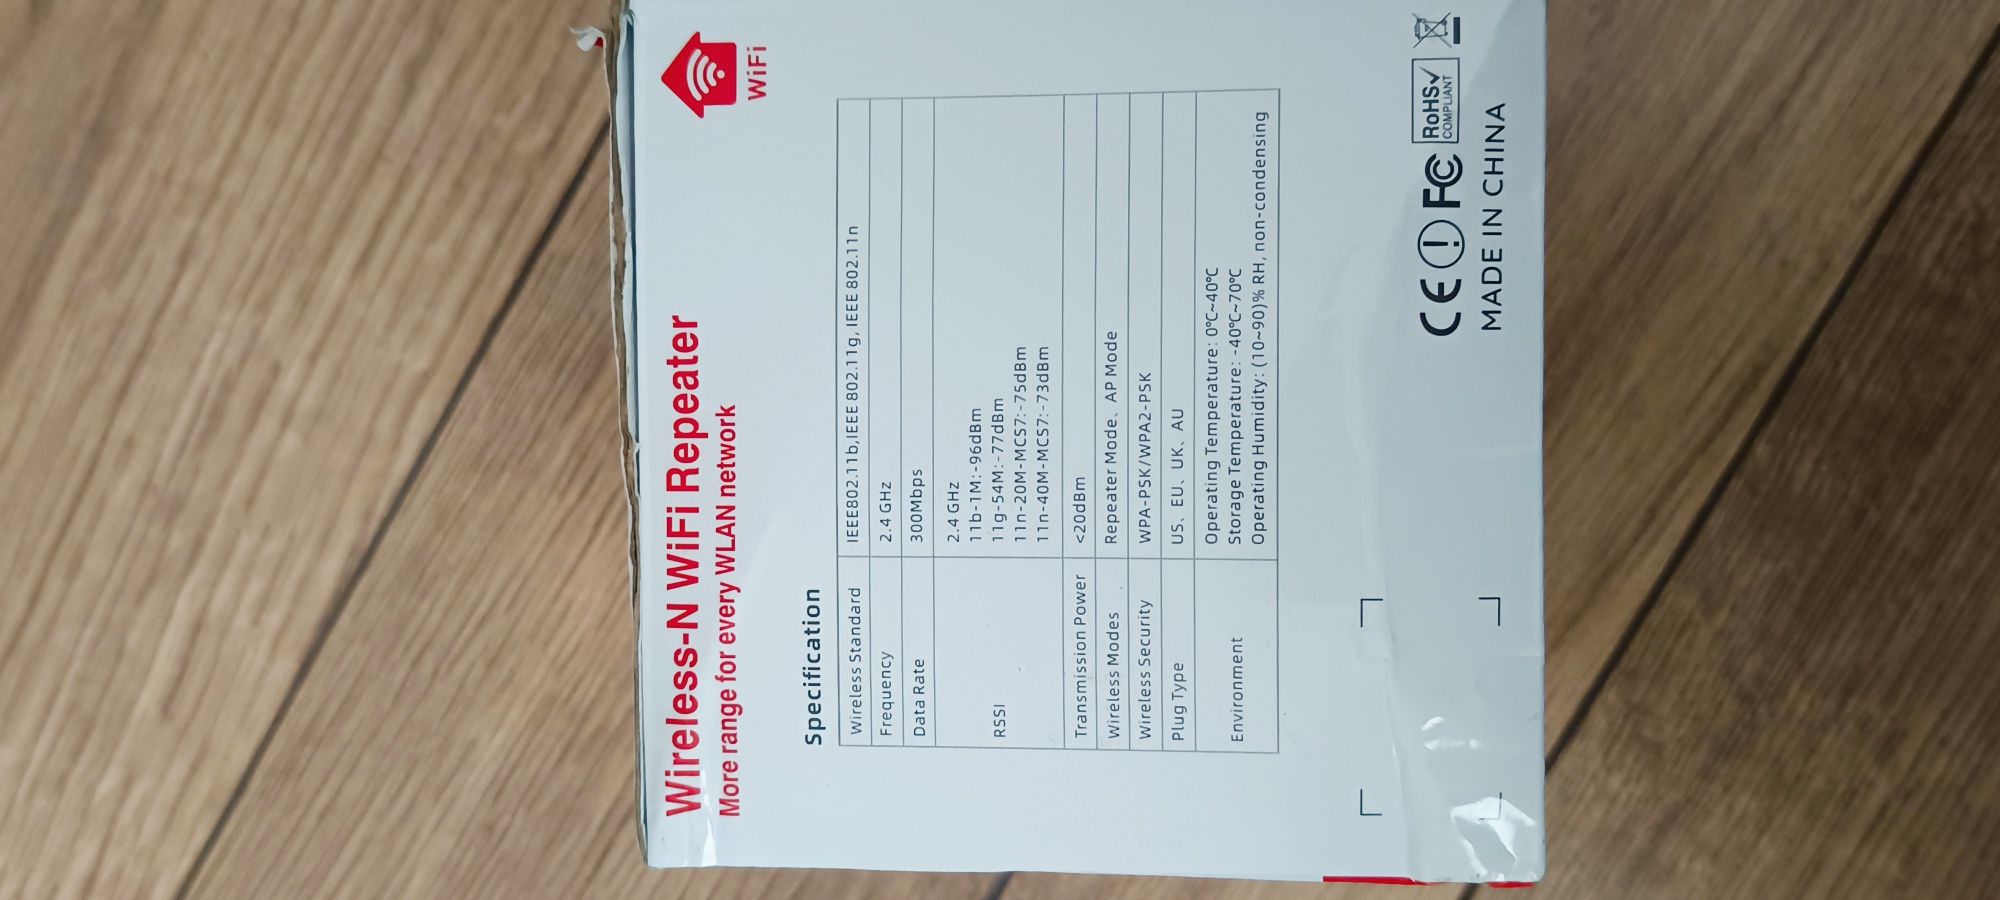 Wireless-N WiFi Repeater
More range for every WLAN network
WiFi
Specification
Wireless Standard IEEE802.11b,IEEE 802.11g, IEEE 802.11n
Frequency 2.4 GHz
Data Rate 300Mbps
RSSI 2.4 GHz
11b-1M:-96dBm
11g-54M:-77dBm
11n-20M-MCS7:-75dBm
11n-40M-MCS7:-73dBm
Transmission Power <20dBm
Wireless Modes Repeater Mode、AP Mode
Wireless Security WPA-PSK/WPA2-PSK
Plug Type US、EU、UK、AU
Environment Operating Temperature: 0℃~40℃
Storage Temperature: -40℃~70℃
Operating Humidity: (10~90)% RH, non-condensing
CE FC RoHS
COMPLIANT
MADE IN CHINA